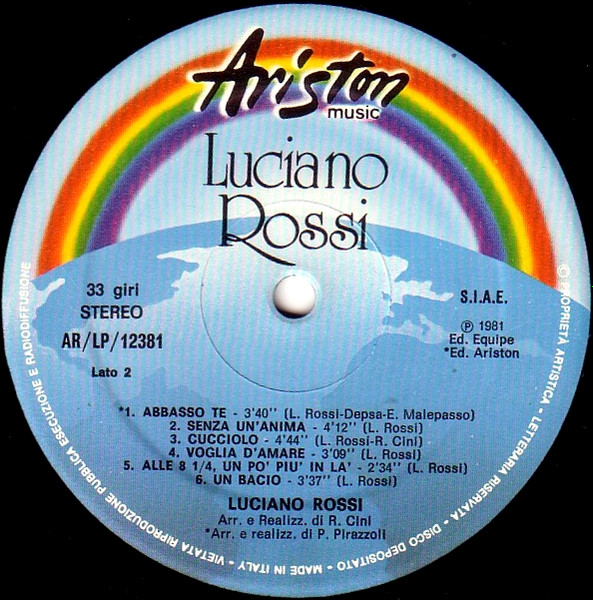 Ariston
music
Luciano
Rossi
33 giri
STEREO
AR/LP/12381
Lato 2
S.I.A.E.
℗ 1981
Ed. Equipe
*Ed. Ariston
*1. ABBASSO TE - 3'40'' (L. Rossi-Depsa-E. Malepasso)
2. SENZA UN'ANIMA - 4'12'' (L. Rossi)
3. CUCCIOLO - 4'44'' (L. Rossi-R. Cini)
4. VOGLIA D'AMARE - 3'09'' (L. Rossi)
5. ALLE 8 1/4, UN PO' PIU' IN LA' - 2'34'' (L. Rossi)
6. UN BACIO - 3'37'' (L. Rossi)
LUCIANO ROSSI
Arr. e Realizz. di R. Cini
*Arr. e realizz. di P. Pirazzoli
© PROPRIETÀ ARTISTICA - LETTERARIA RISERVATA - DISCO DEPOSITATO - MADE IN ITALY - VIETATA RIPRODUZIONE PUBBLICA ESECUZIONE E RADIODIFFUSIONE